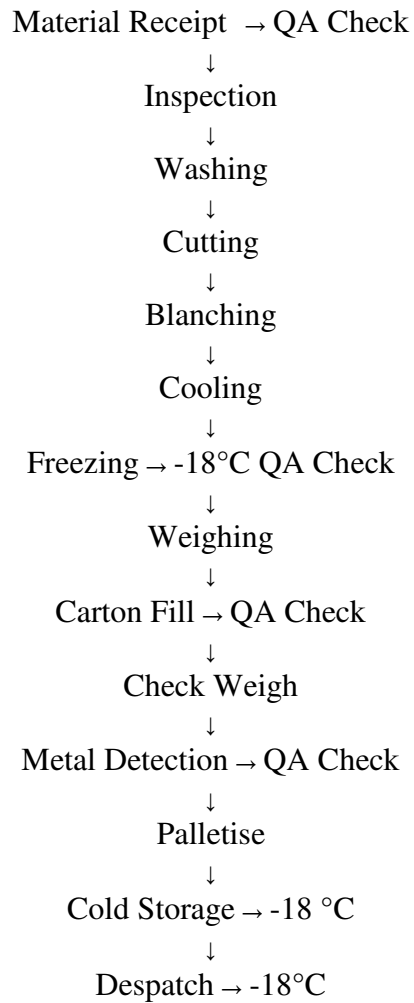 Material Receipt → QA Check
↓
Inspection
↓
Washing
↓
Cutting
↓
Blanching
↓
Cooling
↓
Freezing → -18°C QA Check
↓
Weighing
↓
Carton Fill → QA Check
↓
Check Weigh
↓
Metal Detection → QA Check
↓
Palletise
↓
Cold Storage → -18 °C
↓
Despatch → -18°C